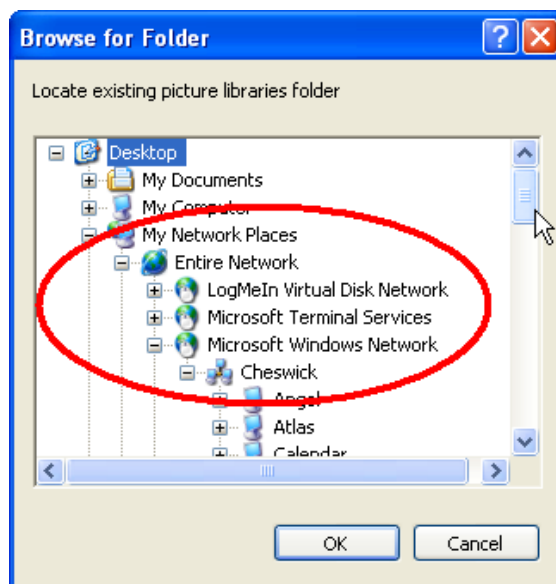 Browse for Folder
Locate existing picture libraries folder
Desktop
My Documents
My Computer
My Network Places
Entire Network
LogMeIn Virtual Disk Network
Microsoft Terminal Services
Microsoft Windows Network
Cheswick
Angel
Atlas
Calendar
OK Cancel